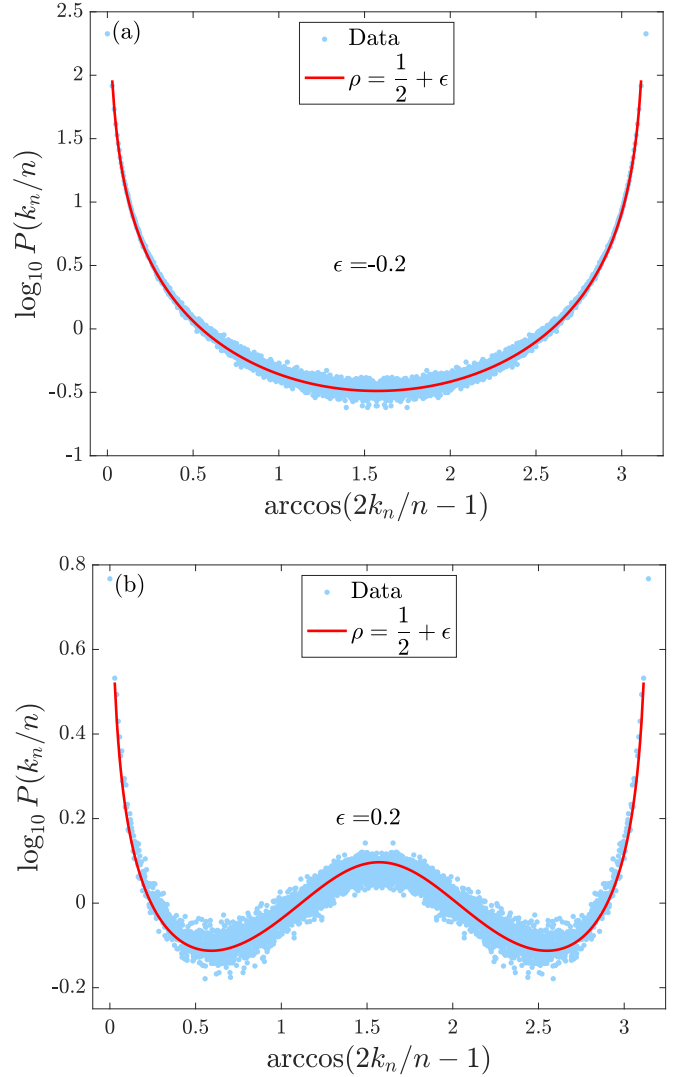 (a)
Data
ρ = 1/2 + ϵ
ϵ =-0.2
2.5
2
1.5
1
0.5
0
-0.5
-1
log₁₀ P(kₙ/n)
0 0.5 1 1.5 2 2.5 3
arccos(2kₙ/n − 1)
(b)
Data
ρ = 1/2 + ϵ
ϵ =0.2
0.8
0.6
0.4
0.2
0
-0.2
log₁₀ P(kₙ/n)
0 0.5 1 1.5 2 2.5 3
arccos(2kₙ/n − 1)